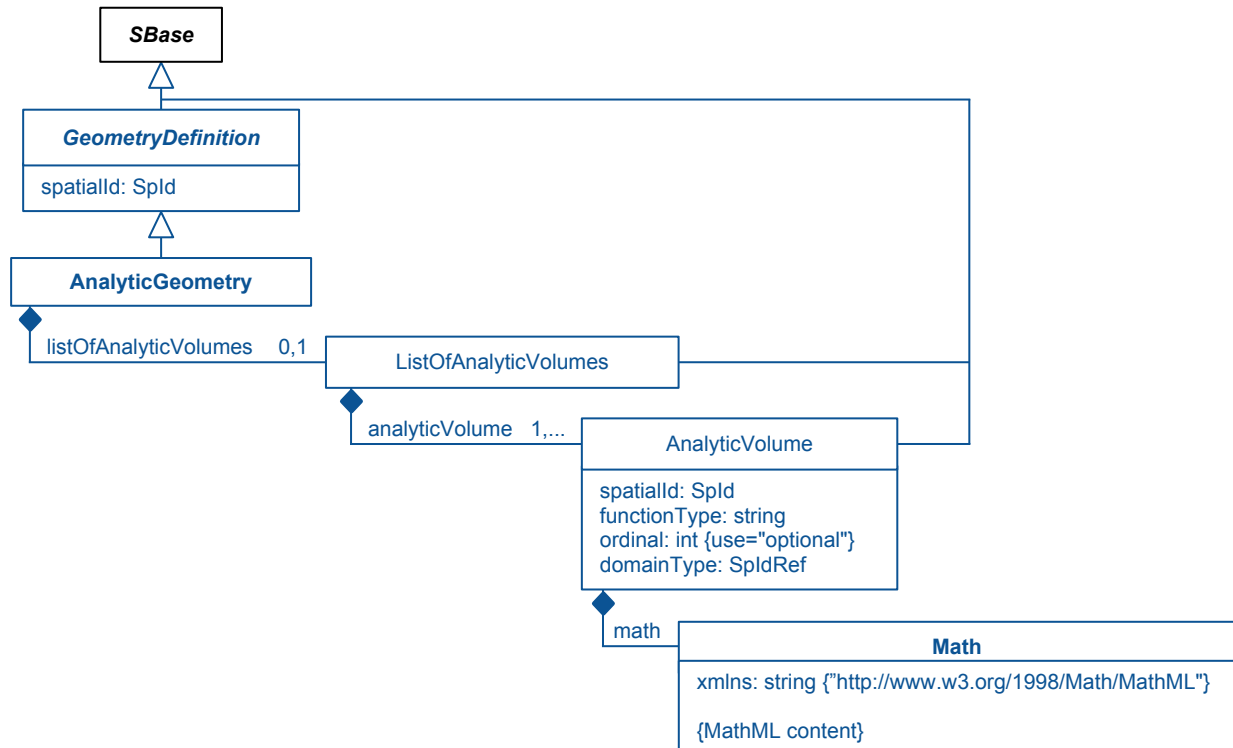 SBase
GeometryDefinition
spatialId: SpId
AnalyticGeometry
listOfAnalyticVolumes 0,1
ListOfAnalyticVolumes
analyticVolume 1,...
AnalyticVolume
spatialId: SpId
functionType: string
ordinal: int {use="optional"}
domainType: SpIdRef
math
Math
xmlns: string {”http://www.w3.org/1998/Math/MathML"}
{MathML content}